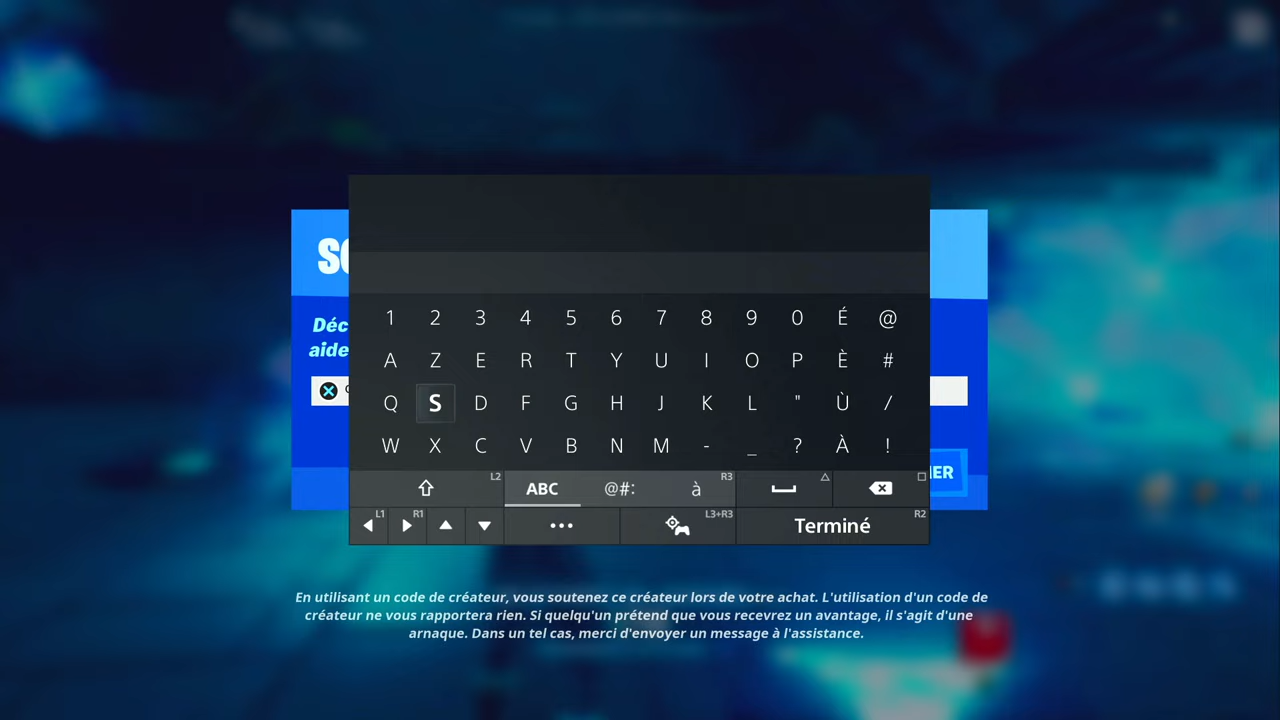 Déc
aide
1 2 3 4 5 6 7 8 9 0 É @
A Z E R T Y U I O P È #
Q S D F G H J K L " Ù /
W X C V B N M - _ ? À !
L2 ABC @#: à R3
L1 R1 ••• L3+R3 Terminé R2
En utilisant un code de créateur, vous soutenez ce créateur lors de votre achat. L'utilisation d'un code de
créateur ne vous rapportera rien. Si quelqu'un prétend que vous recevrez un avantage, il s'agit d'une
arnaque. Dans un tel cas, merci d'envoyer un message à l'assistance.